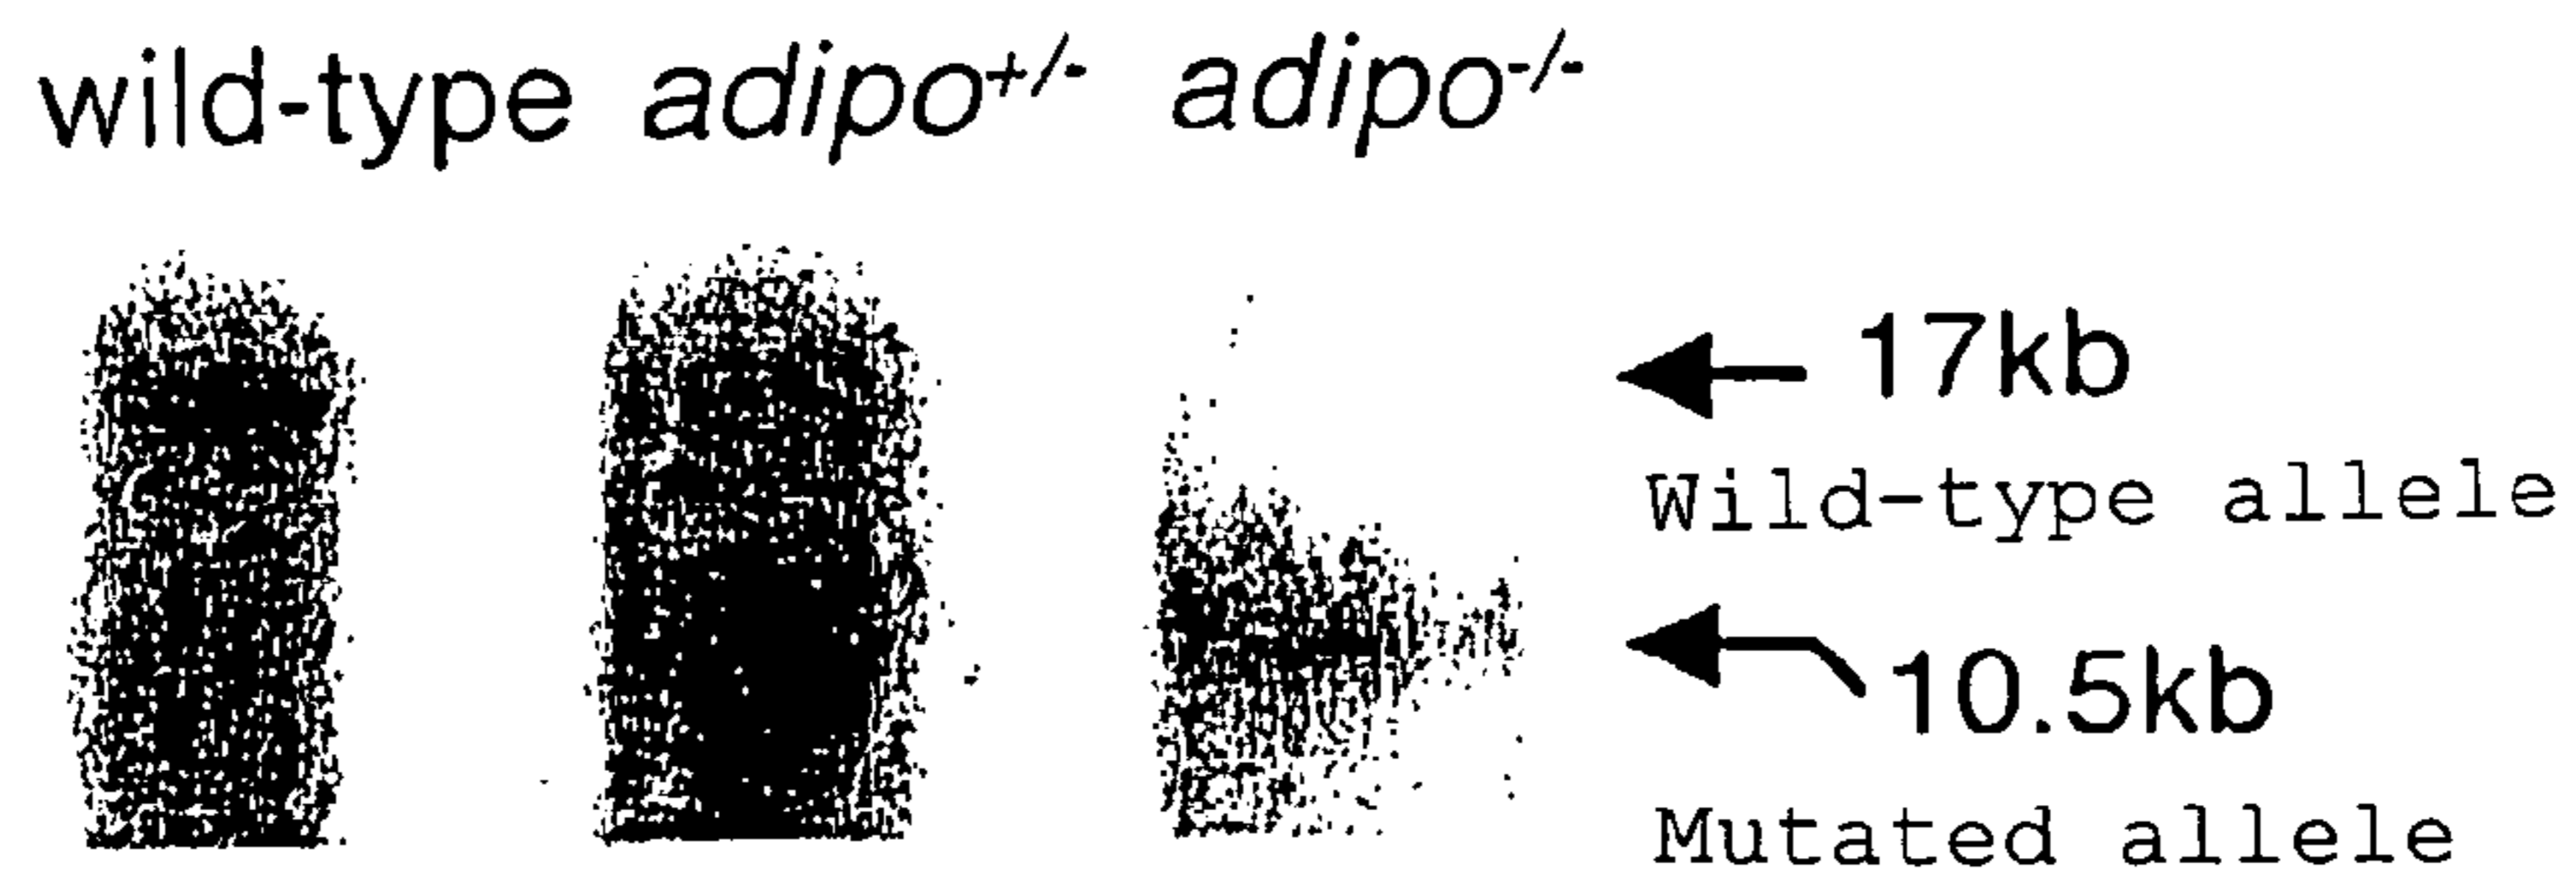 wild-type adipo+/- adipo-/-
17kb
Wild-type allele
10.5kb
Mutated allele